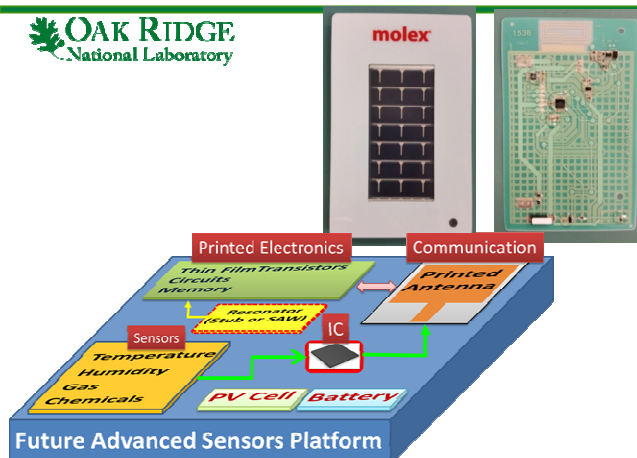 OAK RIDGE
National Laboratory
molex
1536
Printed Electronics
Communication
Thin Film Transistors
Circuits
Memory
Printed
Antenna
Resonator
(Stub or SAW)
IC
Sensors
Temperature
Humidity
Gas
Chemicals
PV Cell
Battery
Future Advanced Sensors Platform